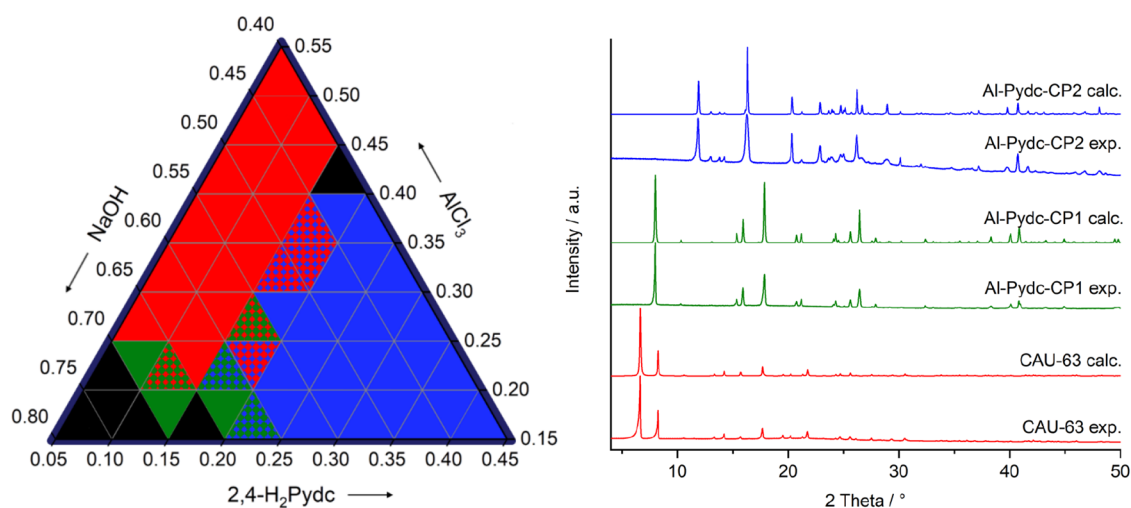 0.40
0.45
0.50
0.55
0.60
0.65
0.70
0.75
0.80
NaOH
0.55
0.50
0.45
0.40
0.35
0.30
0.25
0.20
0.15
AlCl3
0.05
0.10
0.15
0.20
0.25
0.30
0.35
0.40
0.45
2,4-H2Pydc
Intensity / a.u.
Al-Pydc-CP2 calc.
Al-Pydc-CP2 exp.
Al-Pydc-CP1 calc.
Al-Pydc-CP1 exp.
CAU-63 calc.
CAU-63 exp.
10
20
30
40
50
2 Theta / °